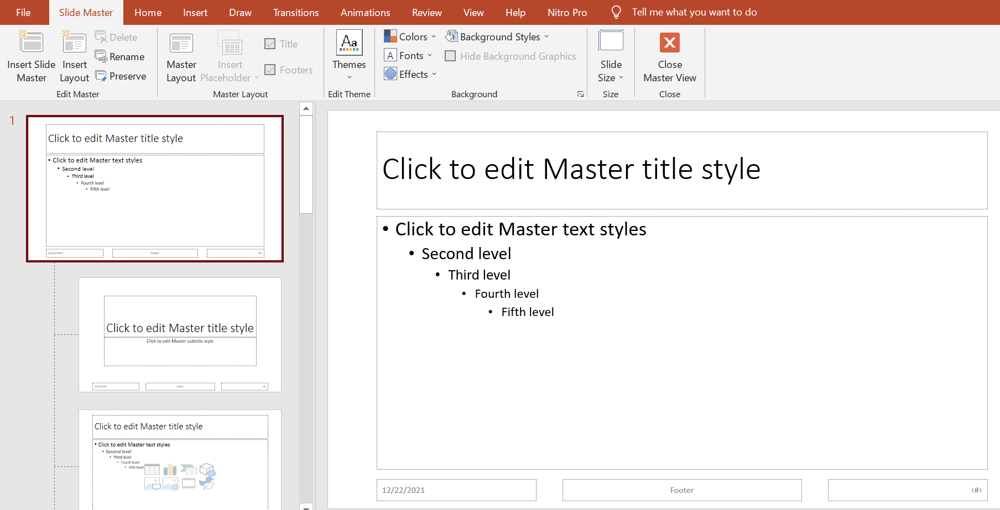 File Slide Master Home Insert Draw Transitions Animations Review View Help Nitro Pro Tell me what you want to do
Insert Slide Master
Insert Layout
Delete
Rename
Preserve
Edit Master
Master Layout
Insert Placeholder
Title
Footers
Master Layout
Aa
Themes
Edit Theme
Colors
A Fonts
Effects
Background Styles
Hide Background Graphics
Background
Slide Size
Size
Close Master View
Close
1
Click to edit Master title style
• Click to edit Master text styles
• Second level
• Third level
• Fourth level
• Fifth level
12/22/2021 Footer ‹#›
Click to edit Master title style
Click to edit Master subtitle style
12/22/2021 Footer ‹#›
Click to edit Master title style
• Click to edit Master text styles
• Second level
• Third level
• Fourth level
• Fifth level
Click to edit Master title style
• Click to edit Master text styles
• Second level
• Third level
• Fourth level
• Fifth level
12/22/2021 Footer ‹#›